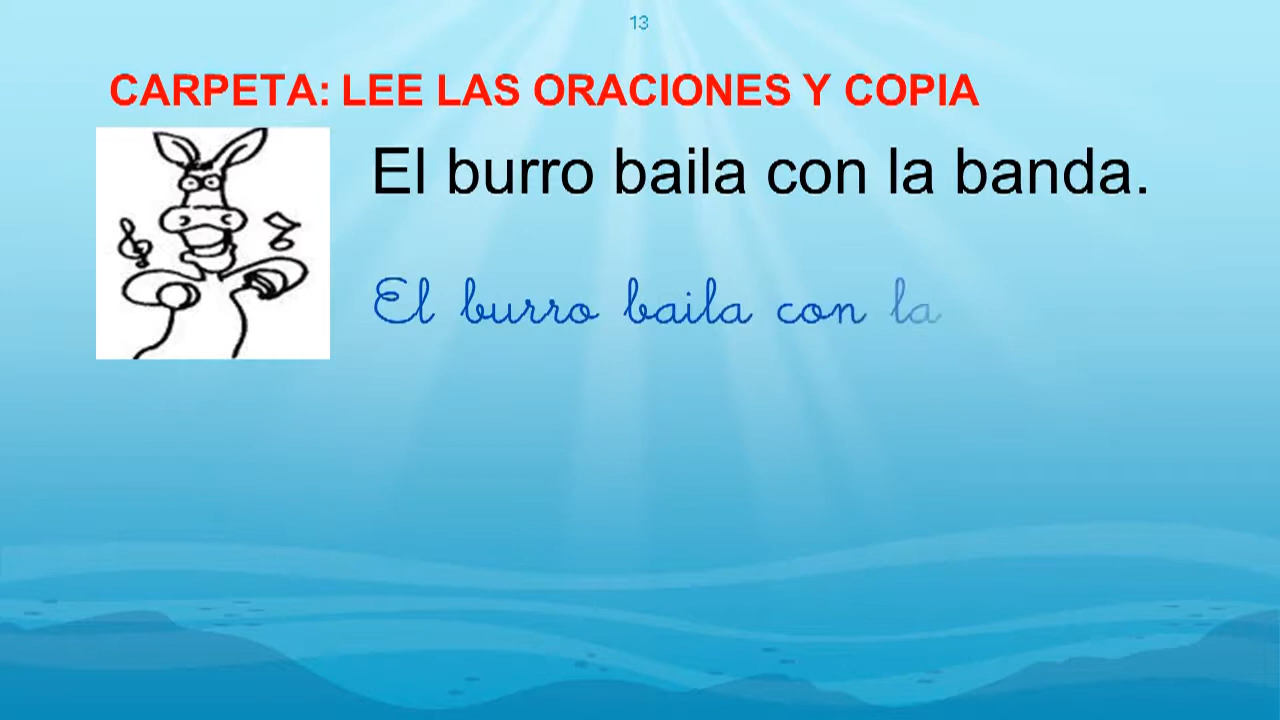 13
CARPETA: LEE LAS ORACIONES Y COPIA
El burro baila con la banda.
El burro baila con la